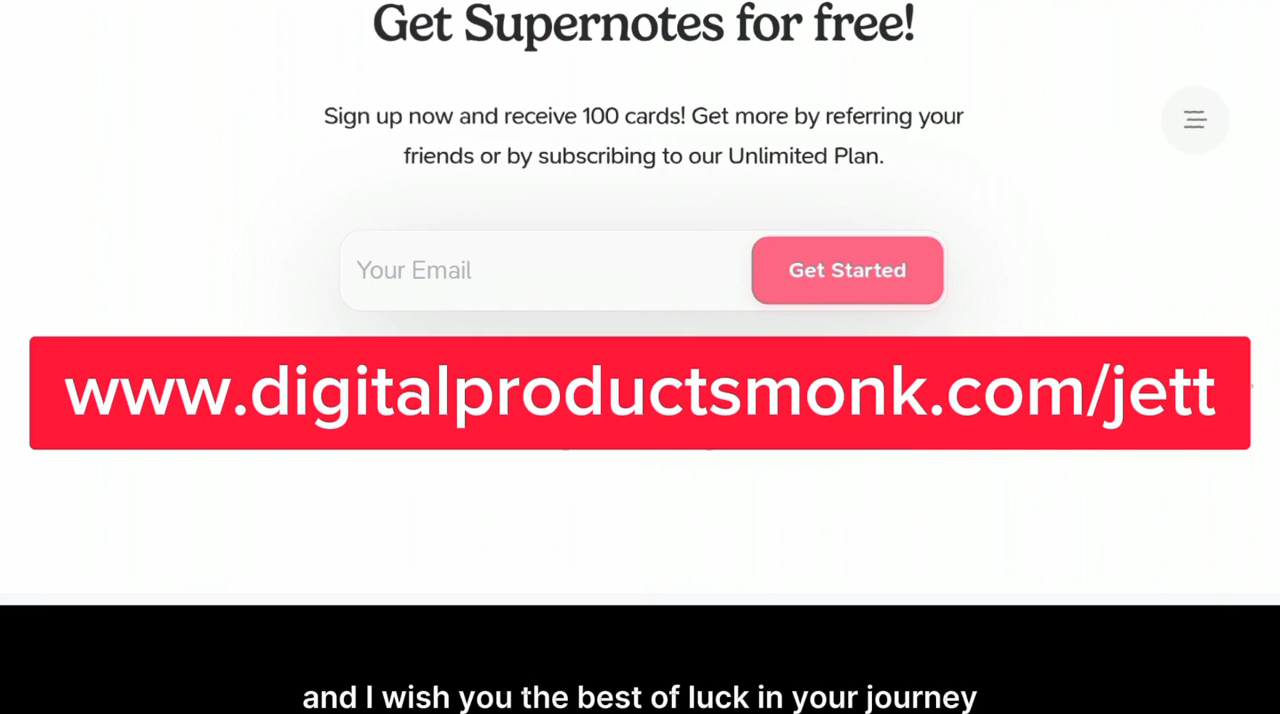 Get Supernotes for free!
Sign up now and receive 100 cards! Get more by referring your
friends or by subscribing to our Unlimited Plan.
Your Email
Get Started
www.digitalproductsmonk.com/jett
and I wish you the best of luck in your journey